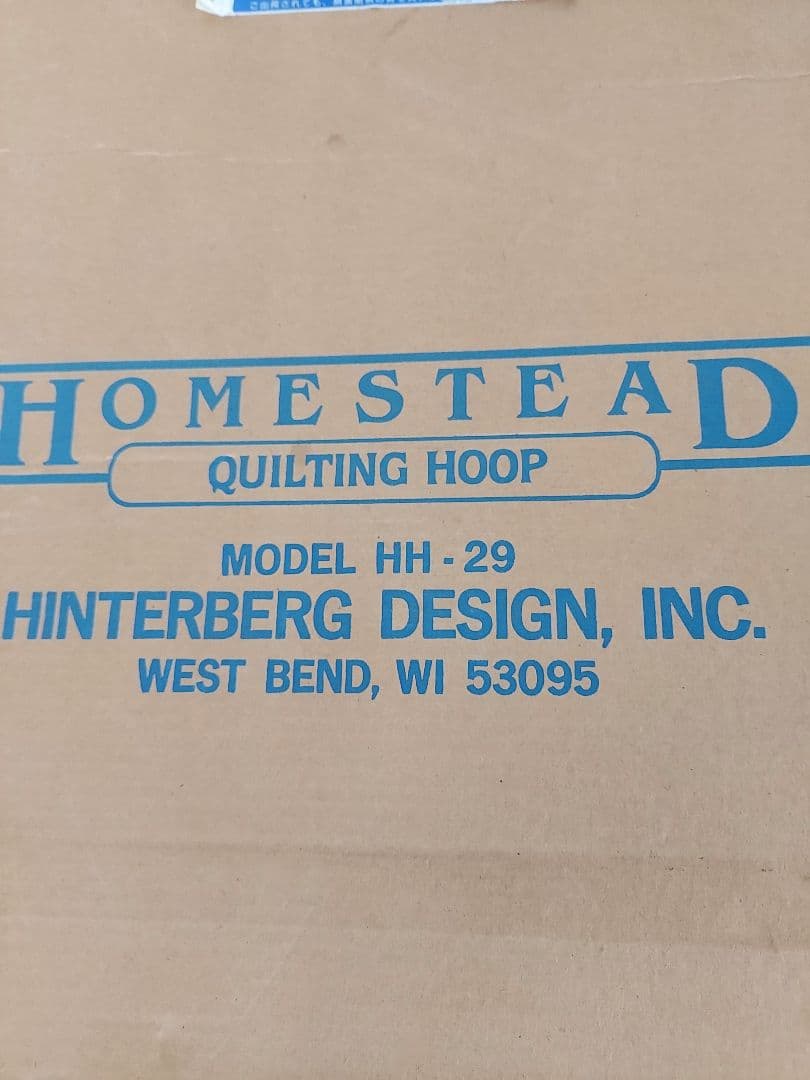 HOMESTEAD
QUILTING HOOP
MODEL HH - 29
HINTERBERG DESIGN, INC.
WEST BEND, WI 53095